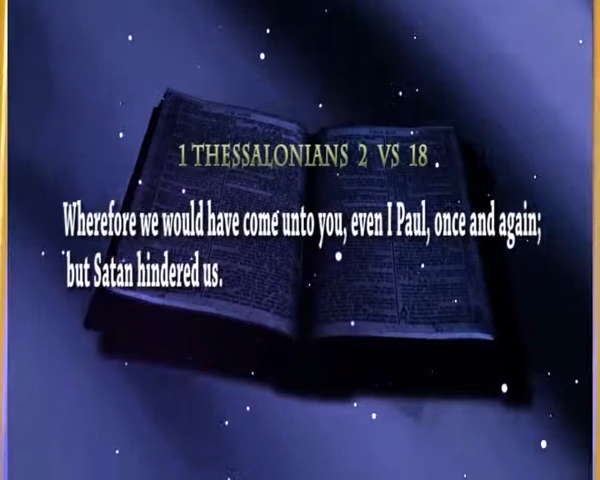 1 THESSALONIANS 2 VS 18
Wherefore we would have come unto you, even I Paul, once and again;
but Satan hindered us.